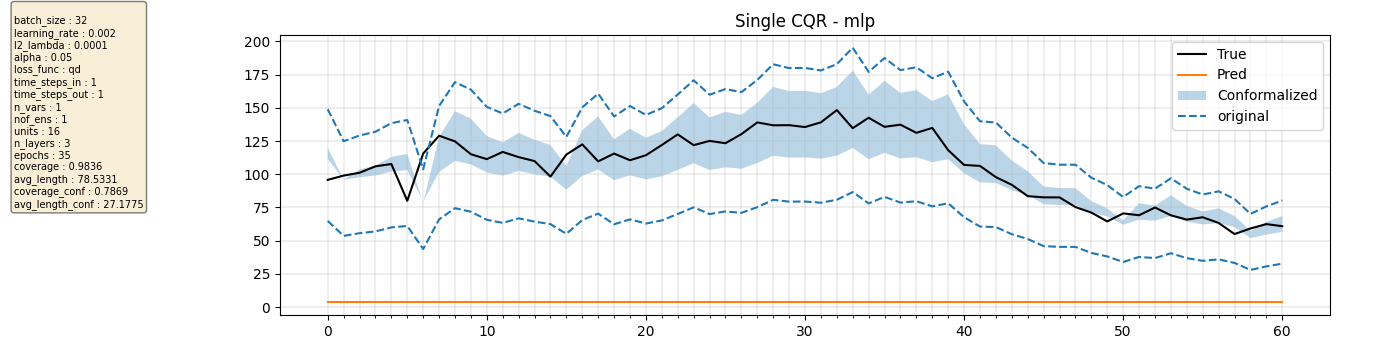 batch_size : 32
learning_rate : 0.002
l2_lambda : 0.0001
alpha : 0.05
loss_func : qd
time_steps_in : 1
time_steps_out : 1
n_vars : 1
nof_ens : 1
units : 16
n_layers : 3
epochs : 35
coverage : 0.9836
avg_length : 78.5331
coverage_conf : 0.7869
avg_length_conf : 27.1775
Single CQR - mlp
200
175
150
125
100
75
50
25
0
True
Pred
Conformalized
original
0 10 20 30 40 50 60